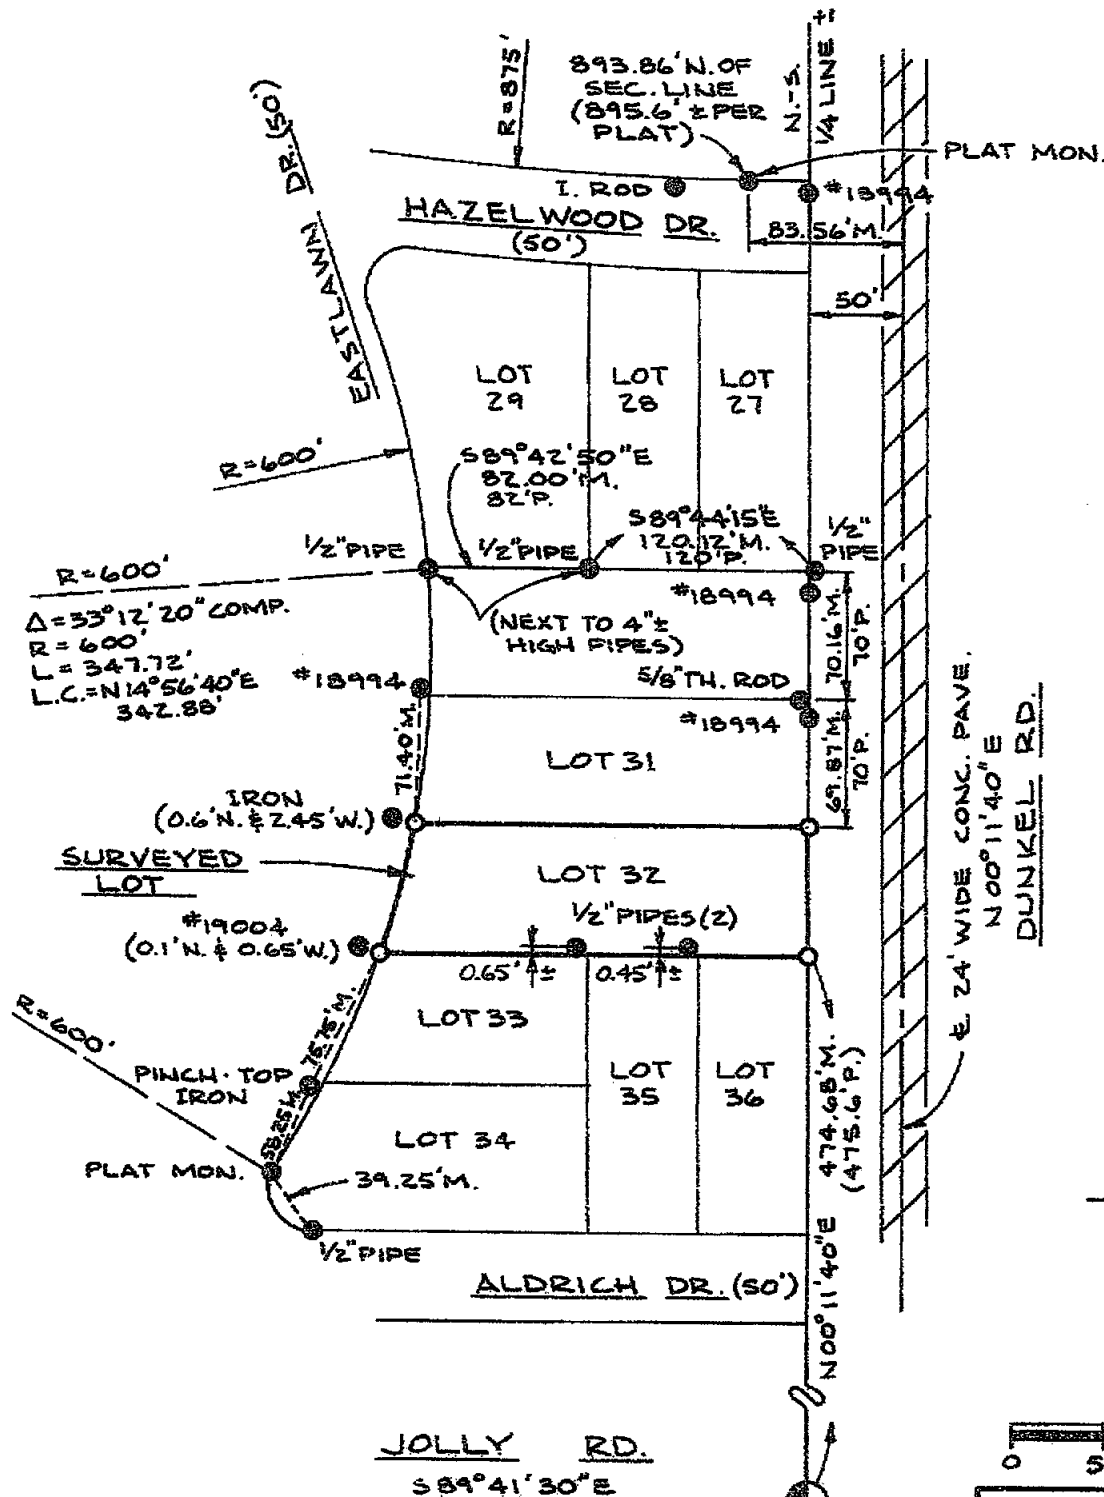 R=875'
893.86'N. OF
SEC. LINE
(895.6' ± PER
PLAT)
N.-S.
1/4 LINE ±
EASTLAWN DR. (50')
PLAT MON.
I. ROD
#18994
HAZELWOOD DR.
(50')
83.56'M.
50'
LOT
29
LOT
28
LOT
27
R=600'
S89°42'50"E
82.00'M.
82'P.
S89°44'15"E
120.12'M.
120'P.
1/2" PIPE
1/2" PIPE
1/2"
PIPE
R=600'
Δ=33°12'20" COMP.
R=600'
L=347.72'
L.C.=N14°56'40"E
342.88'
(NEXT TO 4"±
HIGH PIPES)
#18994
70.16'M.
70'P.
#18994
5/8" TH. ROD
#18994
71.40'M.
69.87'M.
70'P.
LOT 31
IRON
(0.6'N. & 2.45'W.)
SURVEYED
LOT
LOT 32
1/2" PIPES (2)
#19004
(0.1'N. & 0.65'W.)
0.65'±
0.45'±
℄ 24' WIDE CONC. PAVE.
N00°11'40"E
DUNKEL RD.
R=600'
75.75'M.
LOT 33
PINCH-TOP
IRON
LOT
35
LOT
36
474.68'M.
(475.6'P.)
58.25'M.
LOT 34
PLAT MON.
39.25'M.
1/2" PIPE
ALDRICH DR. (50')
N00°11'40"E
JOLLY RD.
S89°41'30"E
0 5